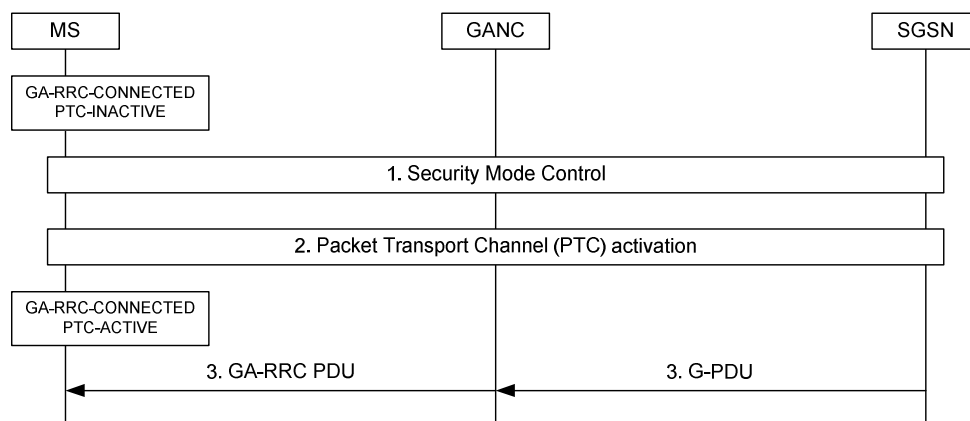 MS
GANC
SGSN
GA-RRC-CONNECTED
PTC-INACTIVE
1. Security Mode Control
2. Packet Transport Channel (PTC) activation
GA-RRC-CONNECTED
PTC-ACTIVE
3. GA-RRC PDU
3. G-PDU